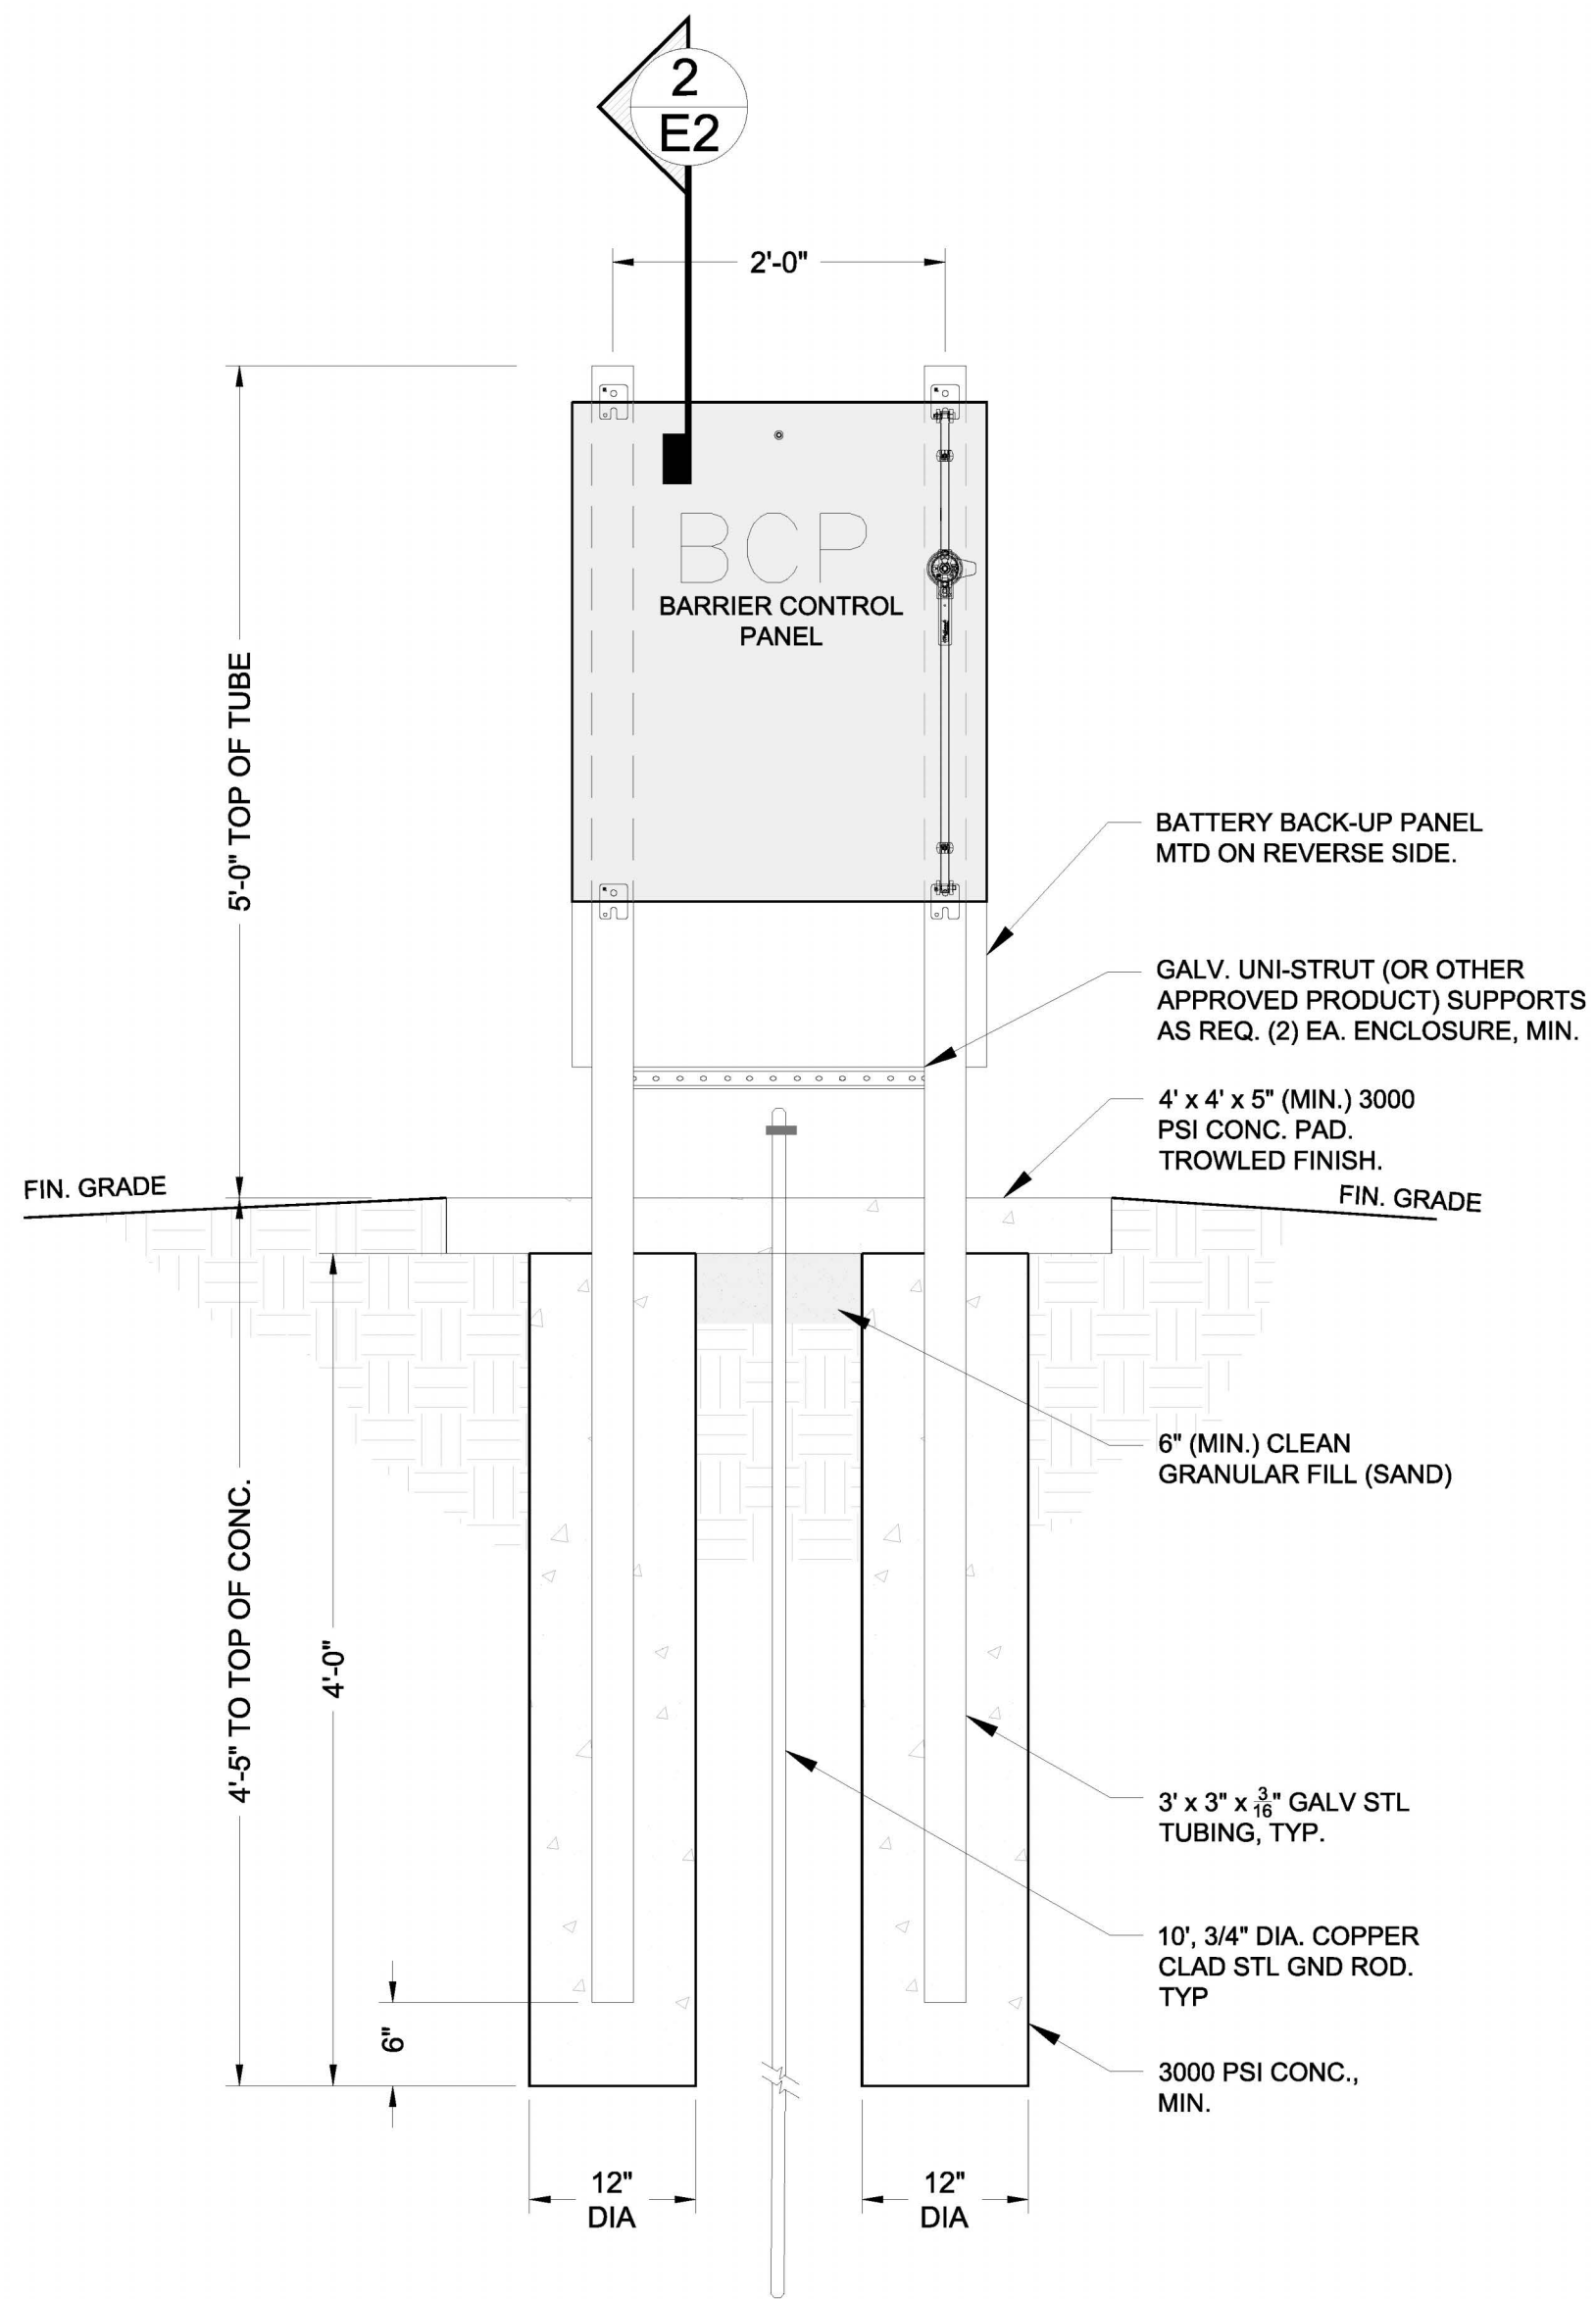 2
E2
2'-0"
5'-0" TOP OF TUBE
BCP
BARRIER CONTROL
PANEL
BATTERY BACK-UP PANEL
MTD ON REVERSE SIDE.
GALV. UNI-STRUT (OR OTHER
APPROVED PRODUCT) SUPPORTS
AS REQ. (2) EA. ENCLOSURE, MIN.
4' x 4' x 5" (MIN.) 3000
PSI CONC. PAD.
TROWLED FINISH.
FIN. GRADE
FIN. GRADE
6" (MIN.) CLEAN
GRANULAR FILL (SAND)
4'-5" TO TOP OF CONC.
4'-0"
3' x 3" x 3/16" GALV STL
TUBING, TYP.
10', 3/4" DIA. COPPER
CLAD STL GND ROD.
TYP
6"
3000 PSI CONC.,
MIN.
12"
DIA
12"
DIA